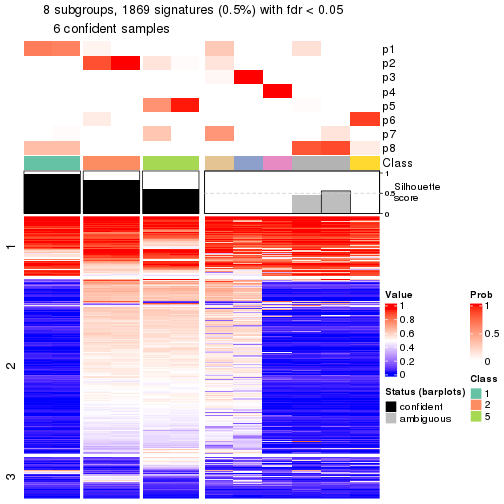 8 subgroups, 1869 signatures (0.5%) with fdr < 0.05
6 confident samples
p1
p2
p3
p4
p5
p6
p7
p8
Class
1
0.5
0
Silhouette
score
1
2
3
Value
1
0.8
0.6
0.4
0.2
0
Prob
1
0.5
0
Status (barplots)
confident
ambiguous
Class
1
2
5